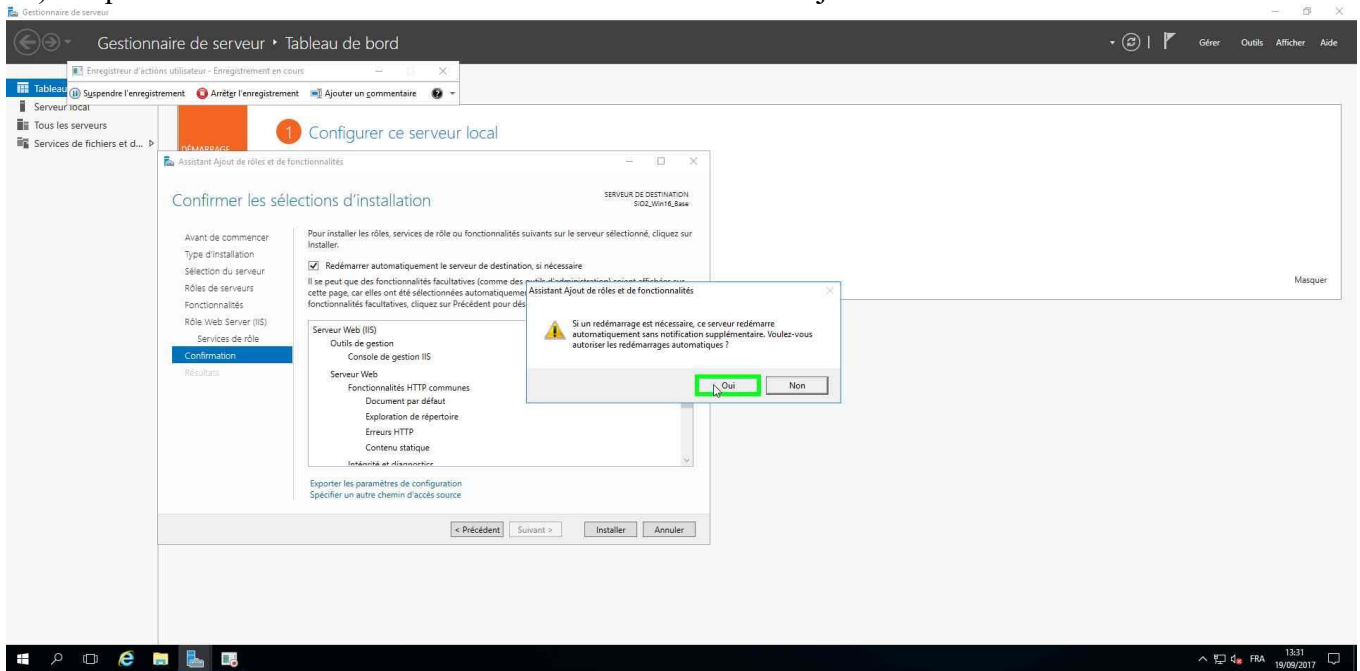 Gestionnaire de serveur
Gestionnaire de serveur • Tableau de bord
Gérer Outils Afficher Aide
Enregistreur d'actions utilisateur - Enregistrement en cours
Tableau
Suspendre l'enregistrement Arrêter l'enregistrement Ajouter un commentaire
Serveur local
Tous les serveurs
Services de fichiers et d...
1 Configurer ce serveur local
DÉMARRAGE
Assistant Ajout de rôles et de fonctionnalités
Confirmer les sélections d'installation
SERVEUR DE DESTINATION
SIO2_Win16_Base
Avant de commencer
Type d'installation
Sélection du serveur
Rôles de serveurs
Fonctionnalités
Rôle Web Server (IIS)
Services de rôle
Confirmation
Résultats
Pour installer les rôles, services de rôle ou fonctionnalités suivants sur le serveur sélectionné, cliquez sur
Installer.
Redémarrer automatiquement le serveur de destination, si nécessaire
Il se peut que des fonctionnalités facultatives (comme des outils d'administration) soient affichées sur
cette page, car elles ont été sélectionnées automatiqueme
fonctionnalités facultatives, cliquez sur Précédent pour dés
Serveur Web (IIS)
Outils de gestion
Console de gestion IIS
Serveur Web
Fonctionnalités HTTP communes
Document par défaut
Exploration de répertoire
Erreurs HTTP
Contenu statique
Intégrité et diagnostics
Exporter les paramètres de configuration
Spécifier un autre chemin d'accès source
< Précédent Suivant > Installer Annuler
Assistant Ajout de rôles et de fonctionnalités
Si un redémarrage est nécessaire, ce serveur redémarre
automatiquement sans notification supplémentaire. Voulez-vous
autoriser les redémarrages automatiques ?
Oui Non
Masquer
FRA
13:31
19/09/2017